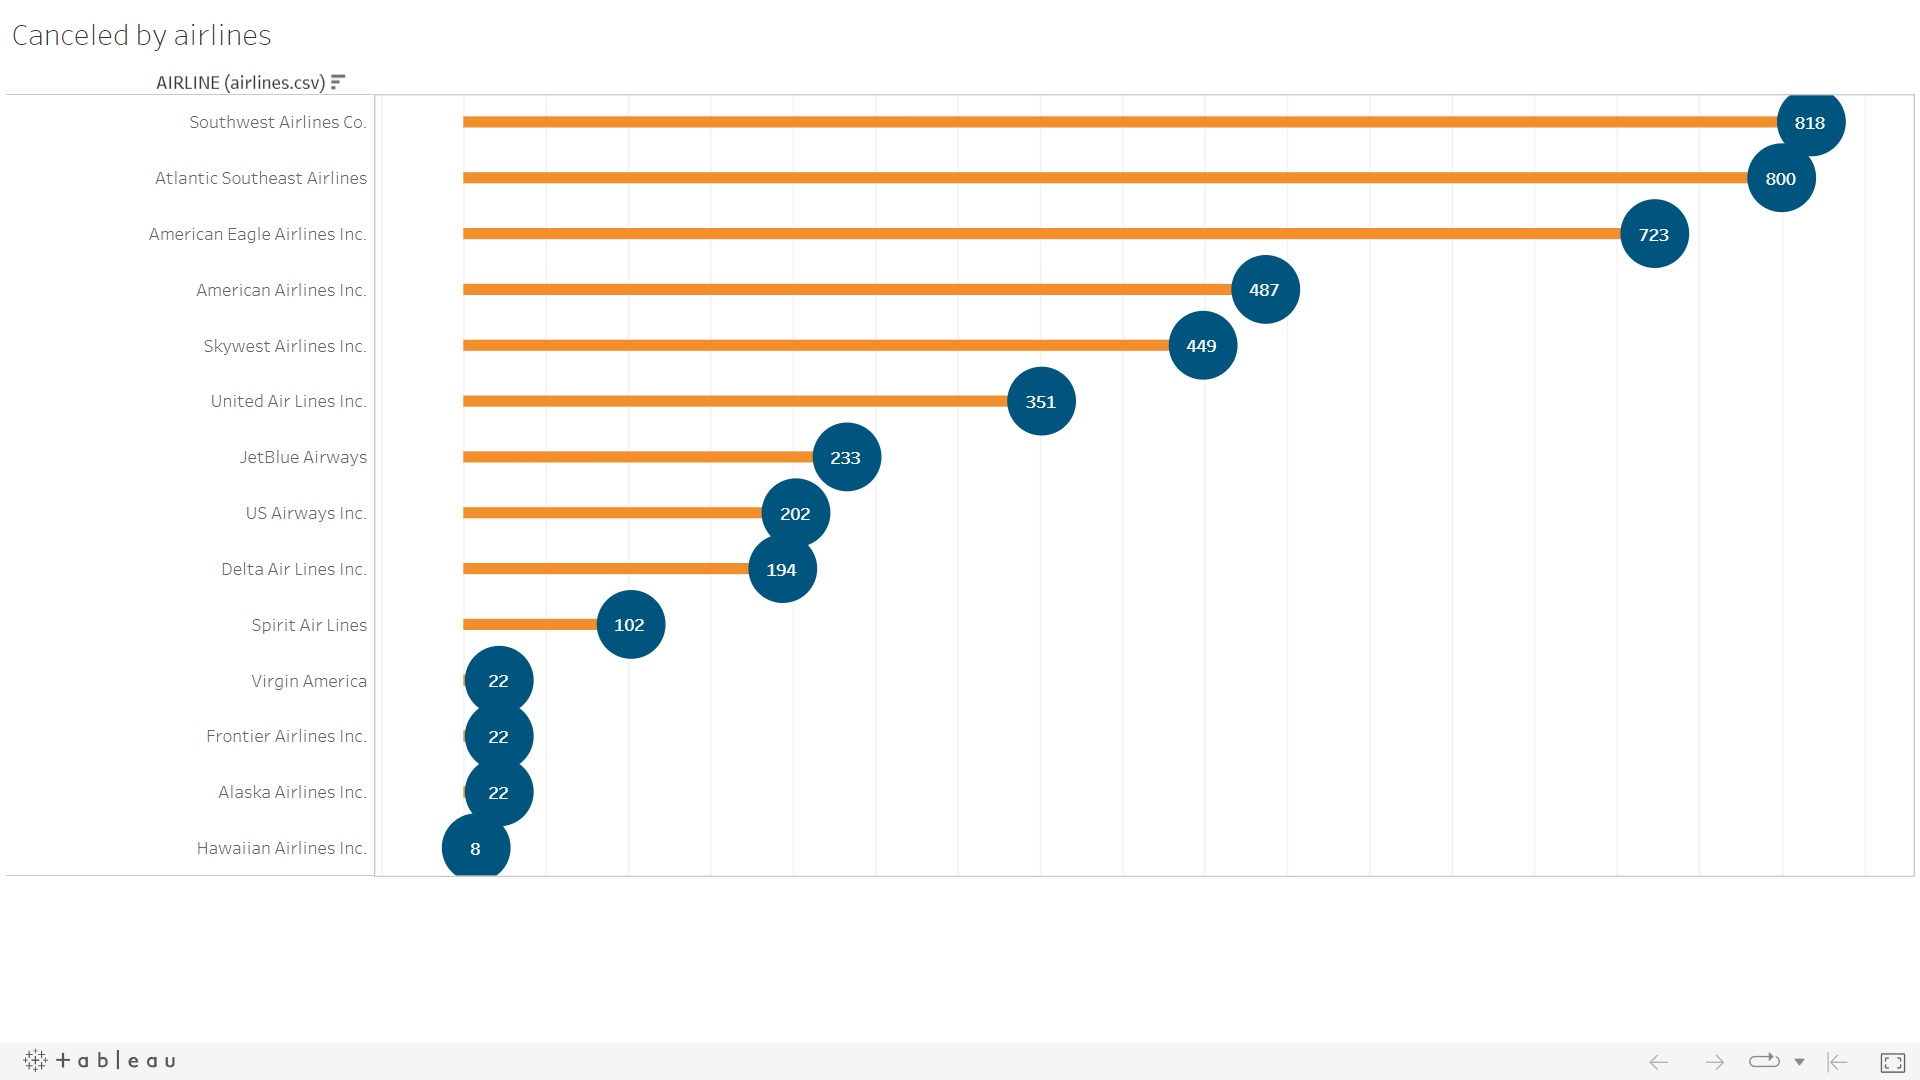 Canceled by airlines
AIRLINE (airlines.csv)
Southwest Airlines Co. 818
Atlantic Southeast Airlines 800
American Eagle Airlines Inc. 723
American Airlines Inc. 487
Skywest Airlines Inc. 449
United Air Lines Inc. 351
JetBlue Airways 233
US Airways Inc. 202
Delta Air Lines Inc. 194
Spirit Air Lines 102
Virgin America 22
Frontier Airlines Inc. 22
Alaska Airlines Inc. 22
Hawaiian Airlines Inc. 8
+ableau